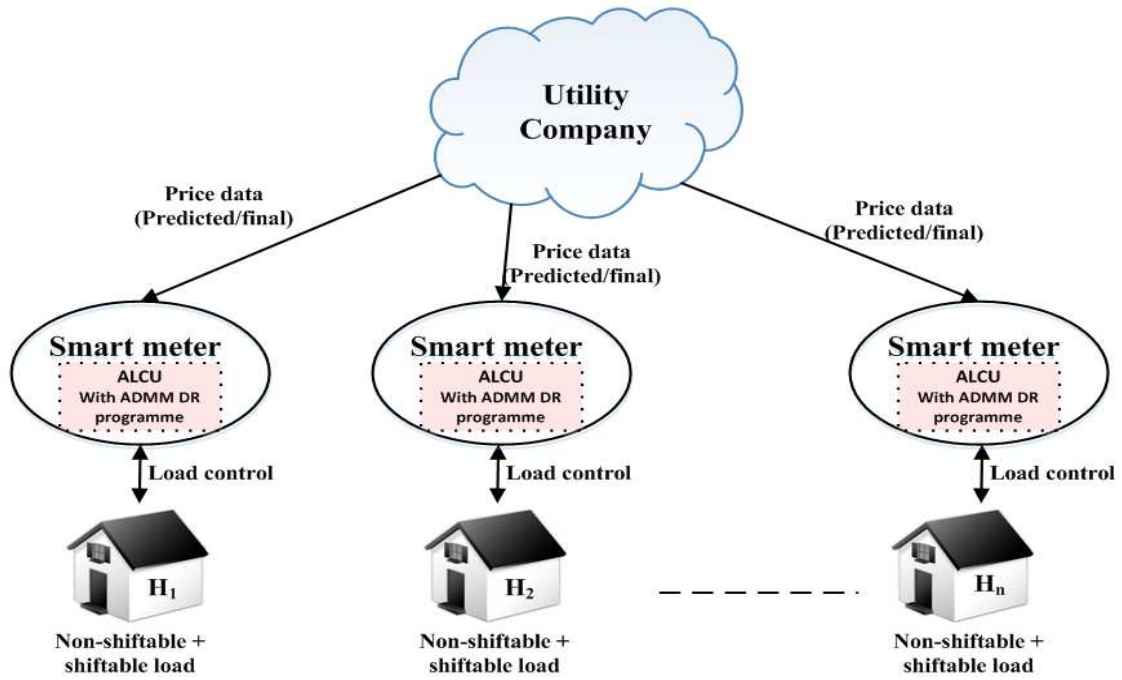 Utility
Company
Price data
(Predicted/final)
Price data
(Predicted/final)
Price data
(Predicted/final)
Smart meter
ALCU
With ADMM DR
programme
Smart meter
ALCU
With ADMM DR
programme
Smart meter
ALCU
With ADMM DR
programme
Load control
Load control
Load control
H₁
H₂
Hₙ
Non-shiftable +
shiftable load
Non-shiftable +
shiftable load
Non-shiftable +
shiftable load